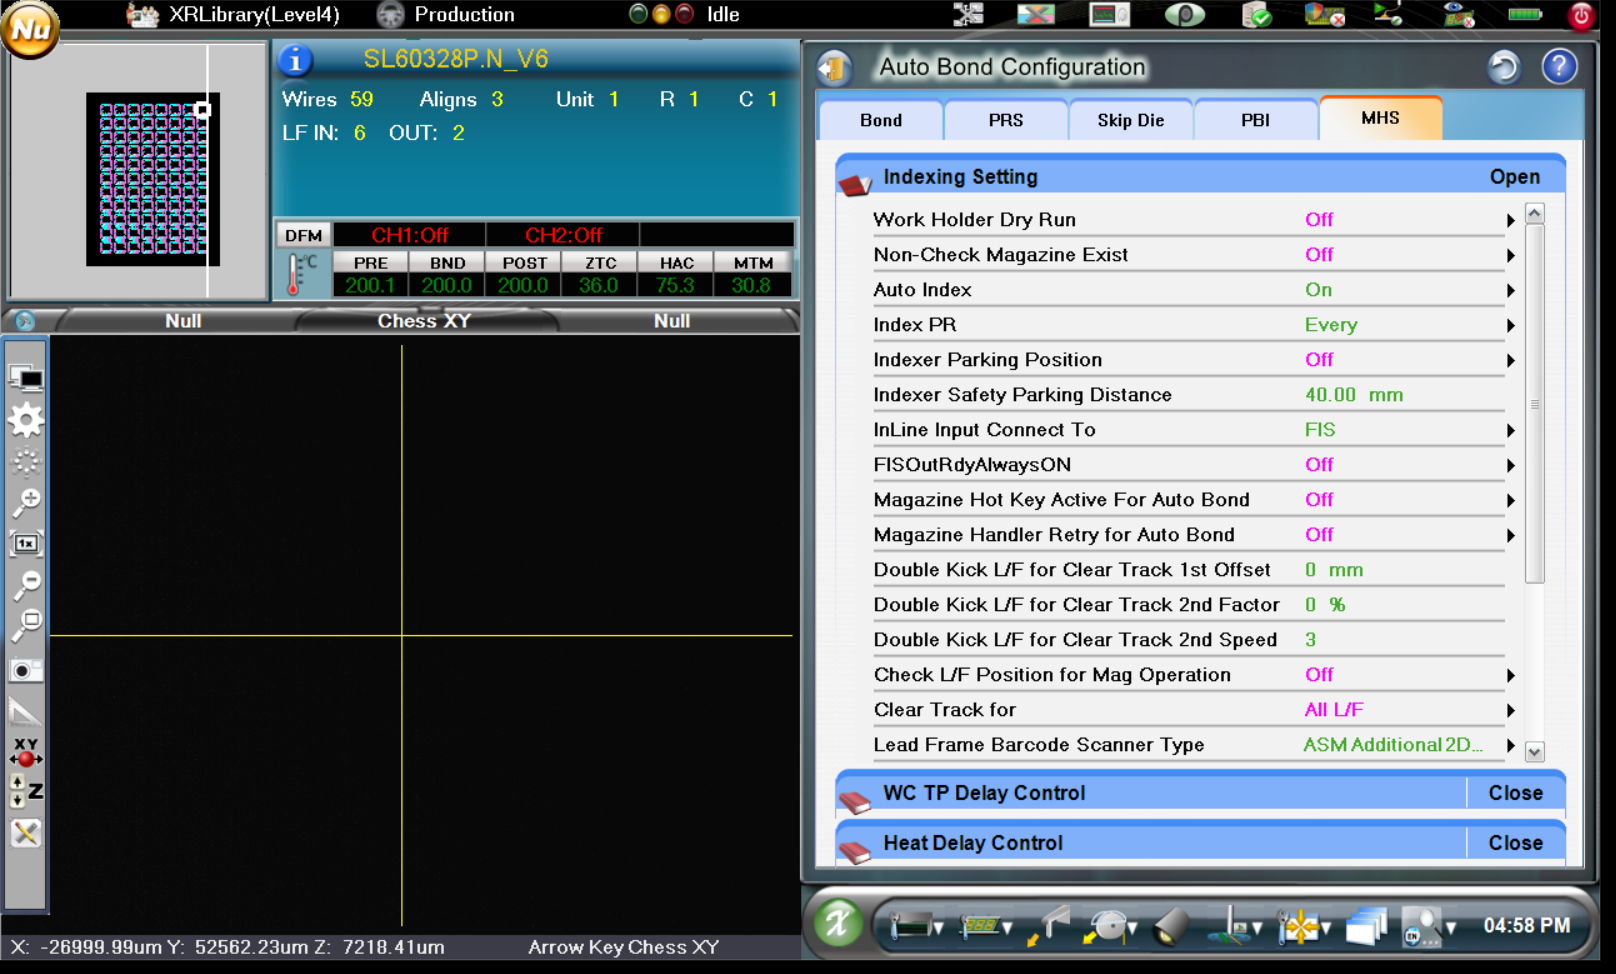 Nu
XRLibrary(Level4) Production Idle
SL60328P.N_V6
Wires 59 Aligns 3 Unit 1 R 1 C 1
LF IN: 6 OUT: 2
DFM CH1:Off CH2:Off
°C PRE BND POST ZTC HAC MTM
200.1 200.0 200.0 36.0 75.3 30.8
Null Chess XY Null
1x
XY
Z
X: -26999.99um Y: 52562.23um Z: 7218.41um Arrow Key Chess XY
Auto Bond Configuration
?
Bond PRS Skip Die PBI MHS
Indexing Setting Open
Work Holder Dry Run Off
Non-Check Magazine Exist Off
Auto Index On
Index PR Every
Indexer Parking Position Off
Indexer Safety Parking Distance 40.00 mm
InLine Input Connect To FIS
FISOutRdyAlwaysON Off
Magazine Hot Key Active For Auto Bond Off
Magazine Handler Retry for Auto Bond Off
Double Kick L/F for Clear Track 1st Offset 0 mm
Double Kick L/F for Clear Track 2nd Factor 0 %
Double Kick L/F for Clear Track 2nd Speed 3
Check L/F Position for Mag Operation Off
Clear Track for All L/F
Lead Frame Barcode Scanner Type ASM Additional 2D...
WC TP Delay Control Close
Heat Delay Control Close
X 888 EN 04:58 PM